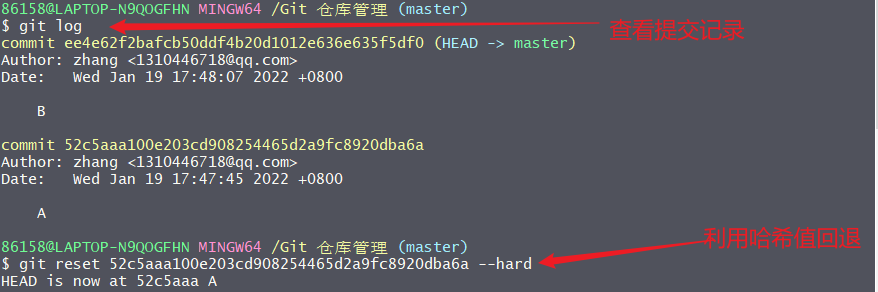 86158@LAPTOP-N9QOGFHN MINGW64 /Git 仓库管理 (master)
$ git log
查看提交记录
commit ee4e62f2bafcb50ddf4b20d1012e636e635f5df0 (HEAD -> master)
Author: zhang <1310446718@qq.com>
Date:   Wed Jan 19 17:48:07 2022 +0800
B
commit 52c5aaa100e203cd908254465d2a9fc8920dba6a
Author: zhang <1310446718@qq.com>
Date:   Wed Jan 19 17:47:45 2022 +0800
A
86158@LAPTOP-N9QOGFHN MINGW64 /Git 仓库管理 (master)
利用哈希值回退
$ git reset 52c5aaa100e203cd908254465d2a9fc8920dba6a --hard
HEAD is now at 52c5aaa A